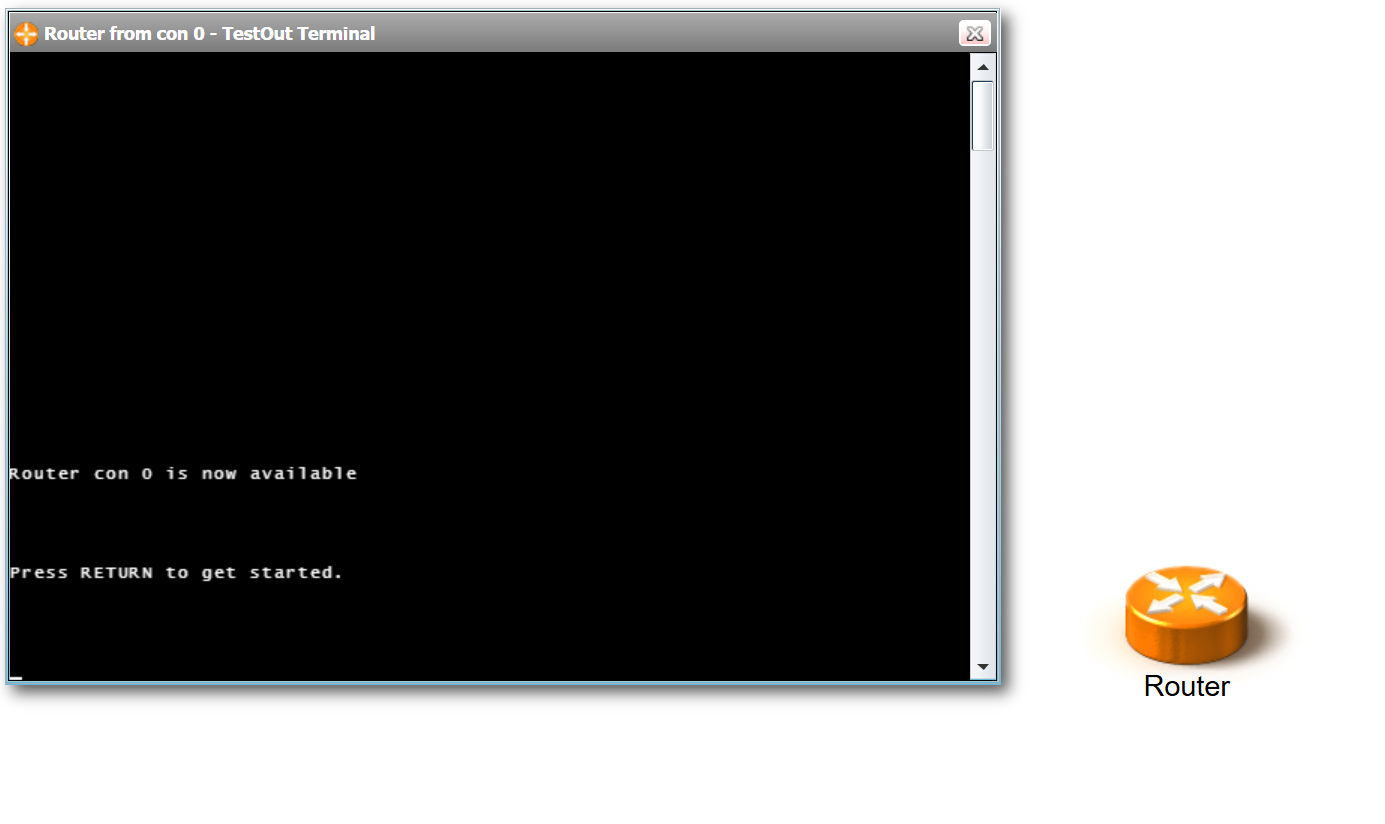 Router from con 0 - TestOut Terminal
Router con 0 is now available
Press RETURN to get started.
Router